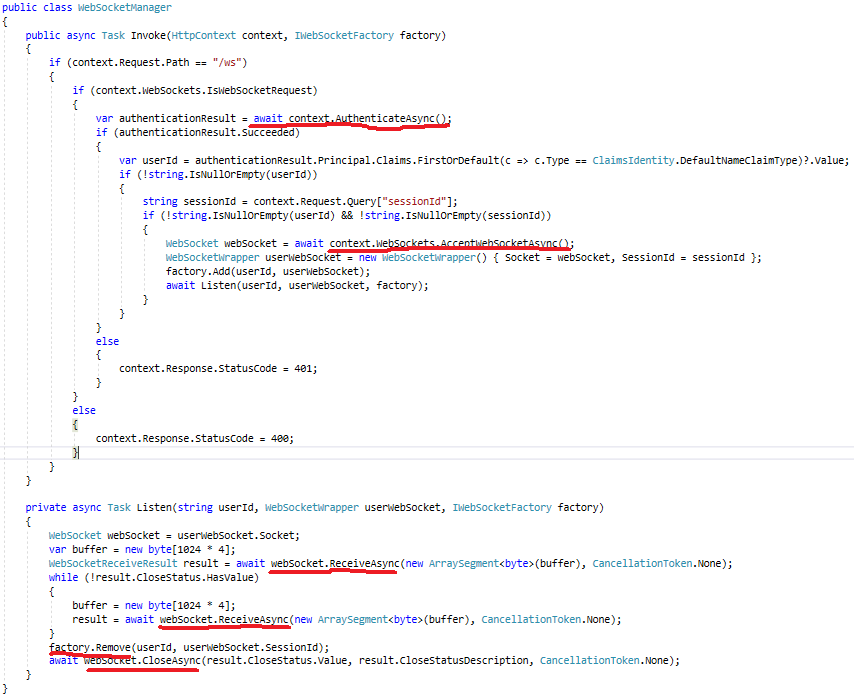 public class WebSocketManager
{
public async Task Invoke(HttpContext context, IWebSocketFactory factory)
{
if (context.Request.Path == "/ws")
{
if (context.WebSockets.IsWebSocketRequest)
{
var authenticationResult = await context.AuthenticateAsync();
if (authenticationResult.Succeeded)
{
var userId = authenticationResult.Principal.Claims.FirstOrDefault(c => c.Type == ClaimsIdentity.DefaultNameClaimType)?.Value;
if (!string.IsNullOrEmpty(userId))
{
string sessionId = context.Request.Query["sessionId"];
if (!string.IsNullOrEmpty(userId) && !string.IsNullOrEmpty(sessionId))
{
WebSocket webSocket = await context.WebSockets.AcceptWebSocketAsync();
WebSocketWrapper userWebSocket = new WebSocketWrapper() { Socket = webSocket, SessionId = sessionId };
factory.Add(userId, userWebSocket);
await Listen(userId, userWebSocket, factory);
}
}
}
else
{
context.Response.StatusCode = 401;
}
}
else
{
context.Response.StatusCode = 400;
}
}
}
private async Task Listen(string userId, WebSocketWrapper userWebSocket, IWebSocketFactory factory)
{
WebSocket webSocket = userWebSocket.Socket;
var buffer = new byte[1024 * 4];
WebSocketReceiveResult result = await webSocket.ReceiveAsync(new ArraySegment<byte>(buffer), CancellationToken.None);
while (!result.CloseStatus.HasValue)
{
buffer = new byte[1024 * 4];
result = await webSocket.ReceiveAsync(new ArraySegment<byte>(buffer), CancellationToken.None);
}
factory.Remove(userId, userWebSocket.SessionId);
await webSocket.CloseAsync(result.CloseStatus.Value, result.CloseStatusDescription, CancellationToken.None);
}
}